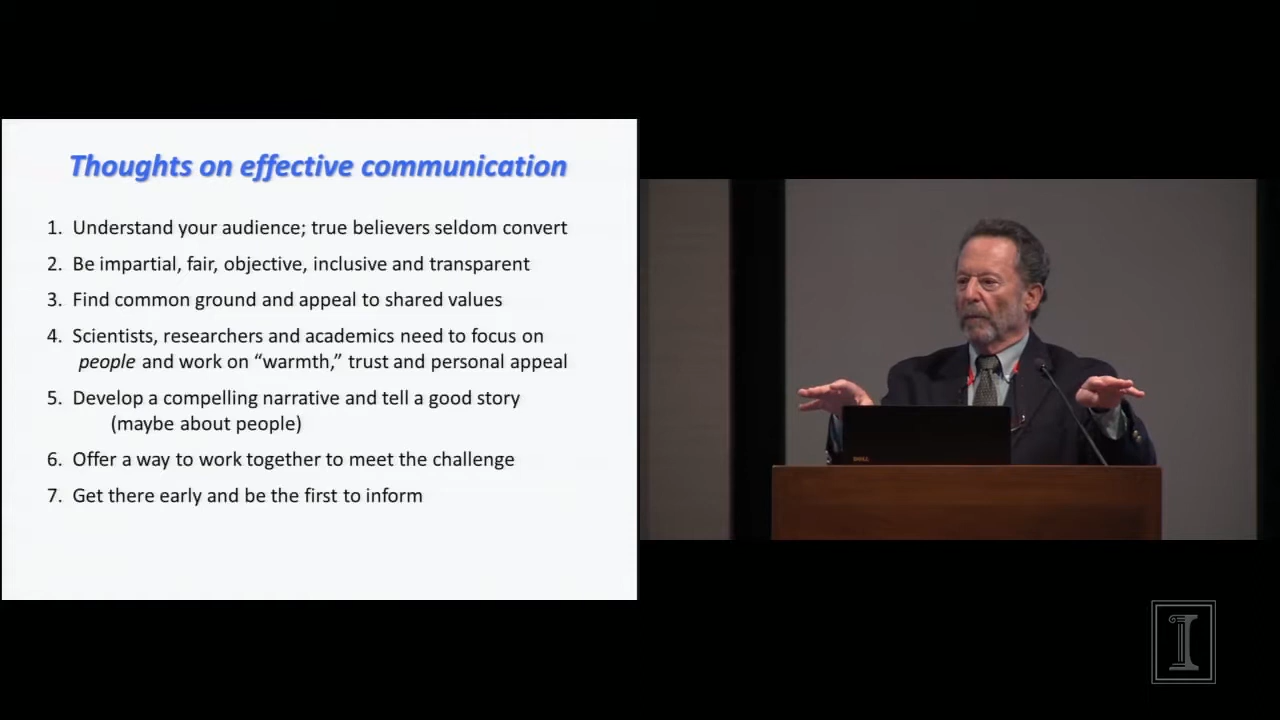 Thoughts on effective communication
1. Understand your audience; true believers seldom convert
2. Be impartial, fair, objective, inclusive and transparent
3. Find common ground and appeal to shared values
4. Scientists, researchers and academics need to focus on
people and work on “warmth,” trust and personal appeal
5. Develop a compelling narrative and tell a good story
(maybe about people)
6. Offer a way to work together to meet the challenge
7. Get there early and be the first to inform
DELL
I